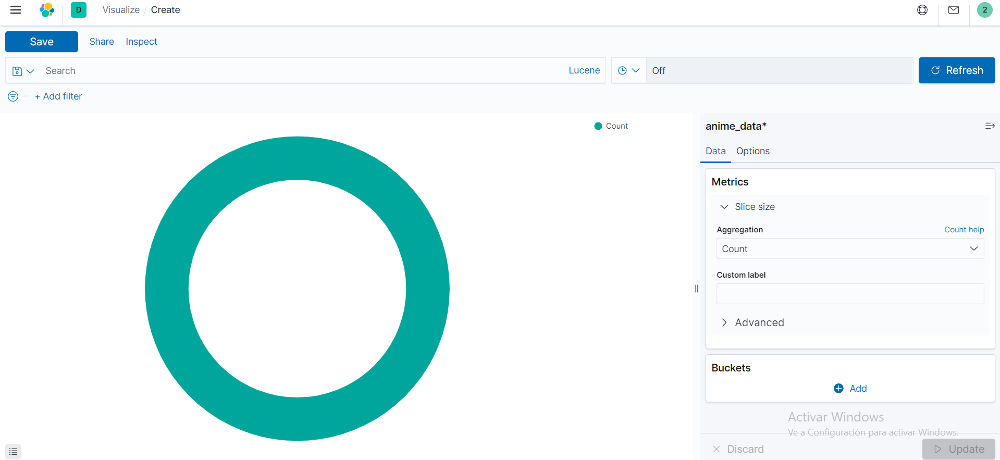 D Visualize / Create 2
Save Share Inspect
Search Lucene Off Refresh
+ Add filter
Count
anime_data*
Data Options
Metrics
Slice size
Aggregation Count help
Count
Custom label
Advanced
Buckets
Add
Activar Windows
Ve a Configuración para activar Windows.
Discard Update